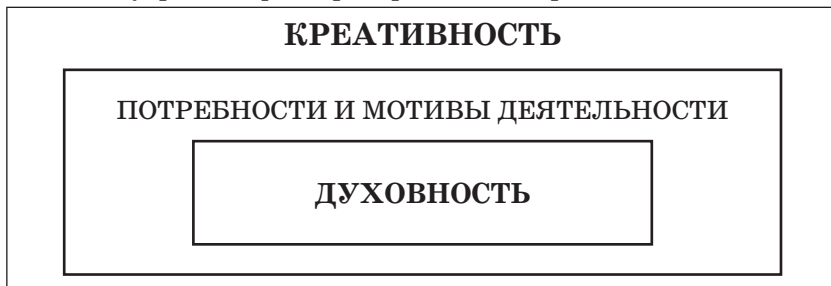 КРЕАТИВНОСТЬ
ПОТРЕБНОСТИ И МОТИВЫ ДЕЯТЕЛЬНОСТИ
ДУХОВНОСТЬ